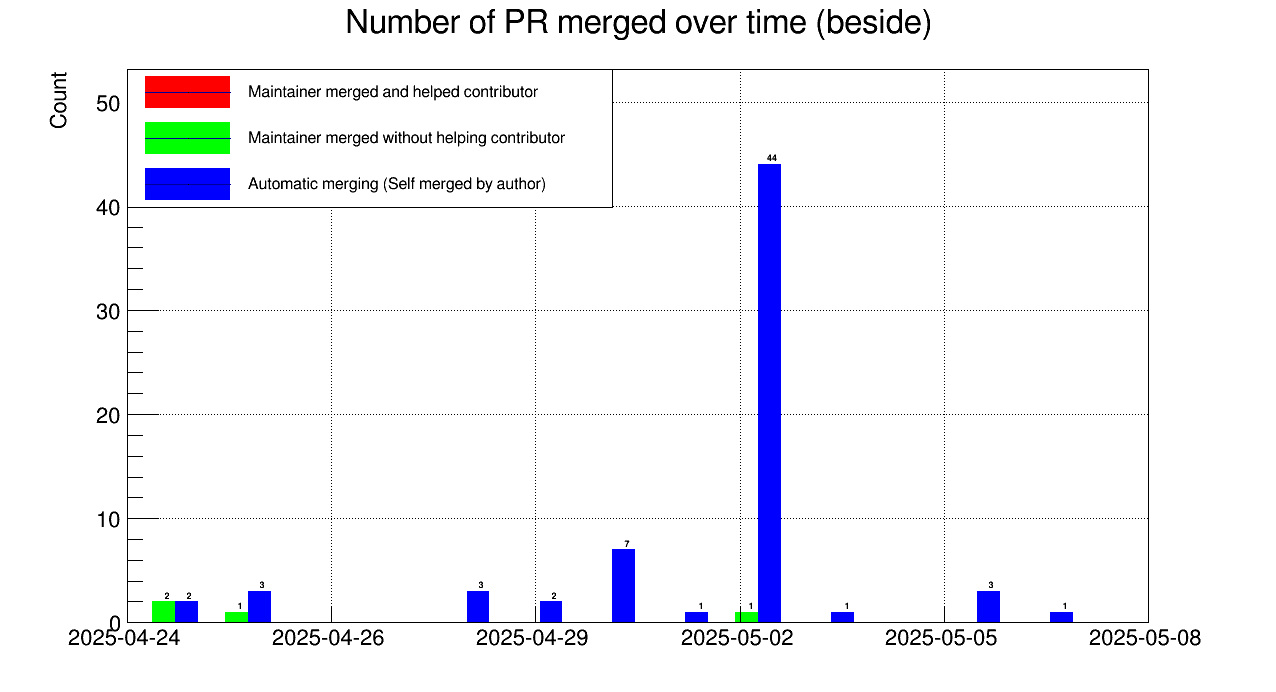 Number of PR merged over time (beside)
Count
Maintainer merged and helped contributor
Maintainer merged without helping contributor
Automatic merging (Self merged by author)
50
40
30
20
10
0
2 2 1 3 3 2 7 1 1 44 1 3 1
2025-04-24 2025-04-26 2025-04-29 2025-05-02 2025-05-05 2025-05-08